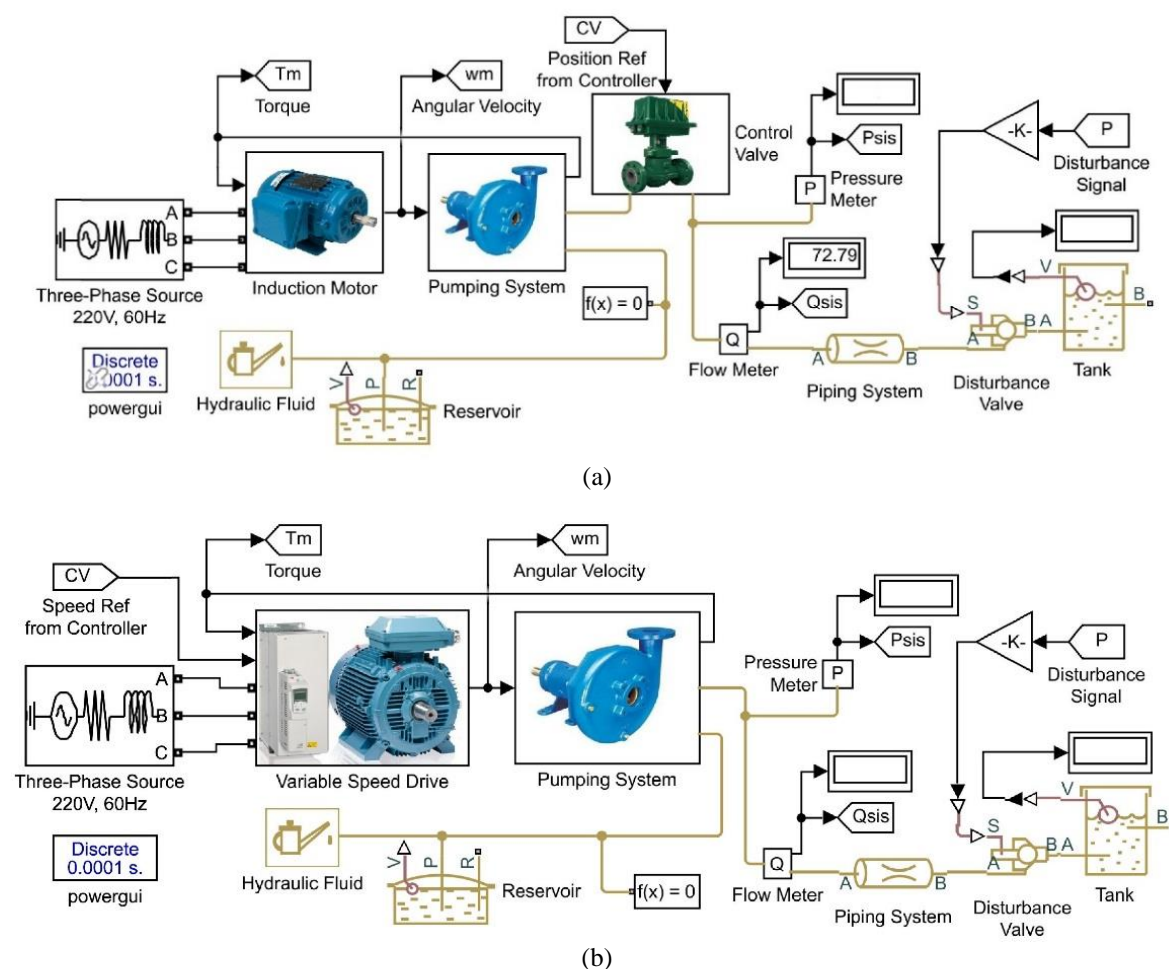 CV
Position Ref
from Controller
Tm
Torque
wm
Angular Velocity
Control
Valve
Psis
P
Pressure
Meter
-K-
P
Disturbance
Signal
A
B
C
Three-Phase Source
220V, 60Hz
Induction Motor
Pumping System
72.79
Qsis
f(x) = 0
Q
Flow Meter
A
B
Piping System
S
A
B
A
Disturbance
Valve
V
B
Tank
Discrete
powergui
Hydraulic Fluid
V
P
R
Reservoir
(a)
Tm
Torque
wm
Angular Velocity
CV
Speed Ref
from Controller
A
B
C
Three-Phase Source
220V, 60Hz
Variable Speed Drive
Pumping System
Psis
Pressure
Meter
P
-K-
P
Disturbance
Signal
Qsis
Q
Flow Meter
A
B
Piping System
S
A
B
A
Disturbance
Valve
V
B
Tank
Discrete
0.0001 s.
powergui
Hydraulic Fluid
V
P
R
Reservoir
f(x) = 0
(b)